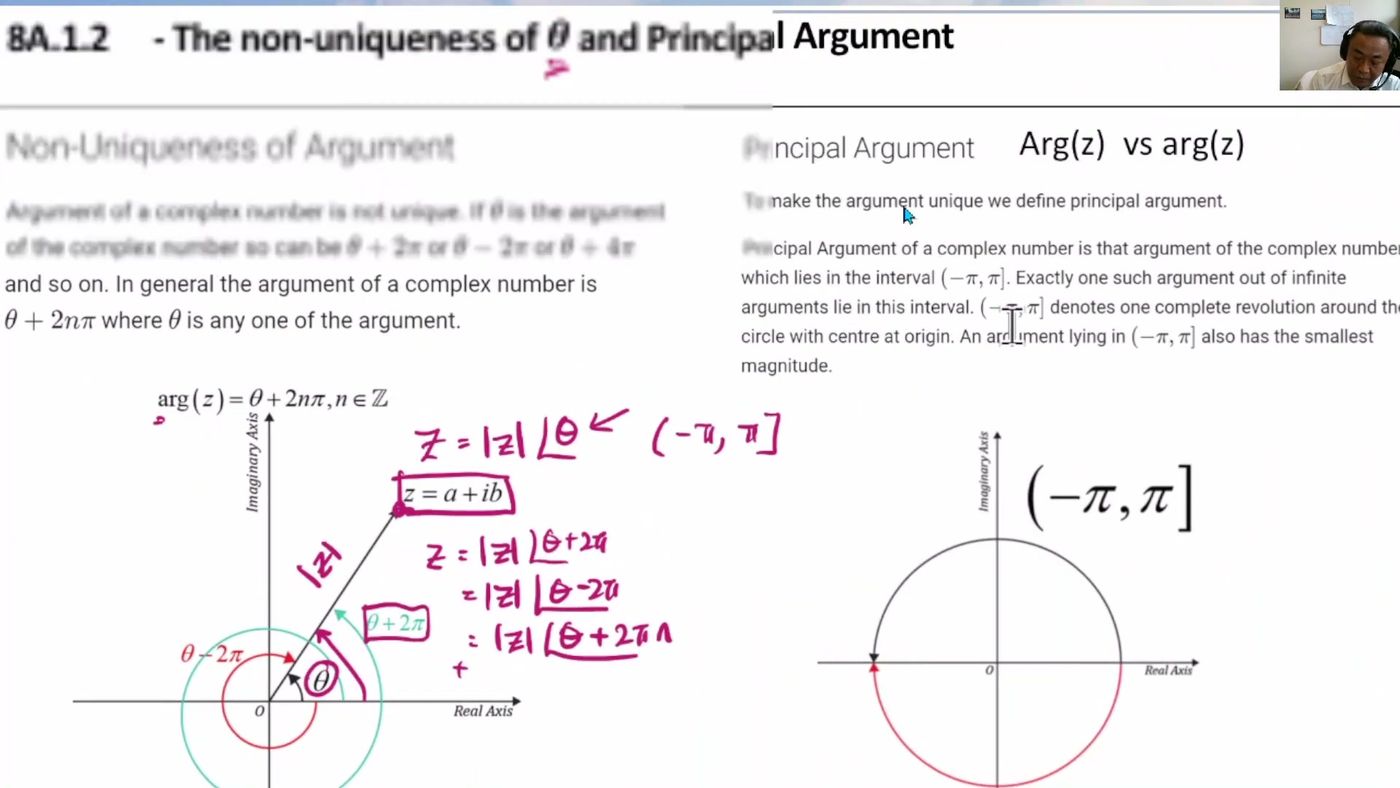 8A.1.2 - The non-uniqueness of θ and Principal Argument
Non-Uniqueness of Argument
Argument of a complex number is not unique. If θ is the argument
of the complex number so can be θ + 2π or θ − 2π or θ + 4π
and so on. In general the argument of a complex number is
θ + 2nπ where θ is any one of the argument.
arg(z) = θ + 2nπ, n ∈ ℤ
Imaginary Axis
z = |z| ∠θ (-π, π]
z = a + ib
|z|
z = |z| ∠θ+2π
= |z| ∠θ-2π
= |z| ∠θ+2πn
θ + 2π
θ − 2π
θ
O
Real Axis
Principal Argument Arg(z) vs arg(z)
To make the argument unique we define principal argument.
Principal Argument of a complex number is that argument of the complex numbe
which lies in the interval (−π, π]. Exactly one such argument out of infinite
arguments lie in this interval. (−π, π] denotes one complete revolution around th
circle with centre at origin. An argument lying in (−π, π] also has the smallest
magnitude.
Imaginary Axis
(−π, π]
O
Real Axis